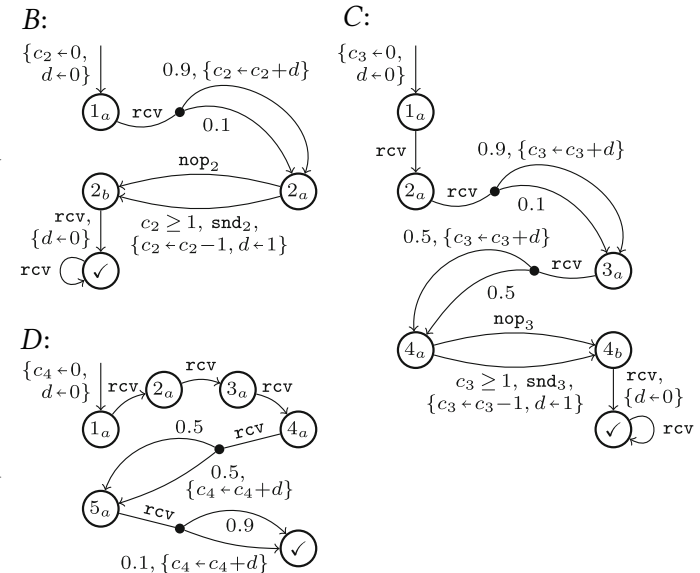 B:
{c₂←0,
d←0}
1ₐ
rcv
0.9, {c₂←c₂+d}
0.1
2ₐ
nop₂
2_b
c₂ ≥ 1, snd₂,
{c₂←c₂−1, d←1}
rcv,
{d←0}
rcv
✓
C:
{c₃←0,
d←0}
1ₐ
rcv
2ₐ
rcv
0.9, {c₃←c₃+d}
0.1
3ₐ
rcv
0.5, {c₃←c₃+d}
0.5
4ₐ
nop₃
4_b
c₃ ≥ 1, snd₃,
{c₃←c₃−1, d←1}
rcv,
{d←0}
✓
rcv
D:
{c₄←0,
d←0}
1ₐ
rcv
2ₐ
rcv
3ₐ
rcv
4ₐ
rcv
0.5
0.5,
{c₄←c₄+d}
5ₐ
rcv
0.9
0.1, {c₄←c₄+d}
✓